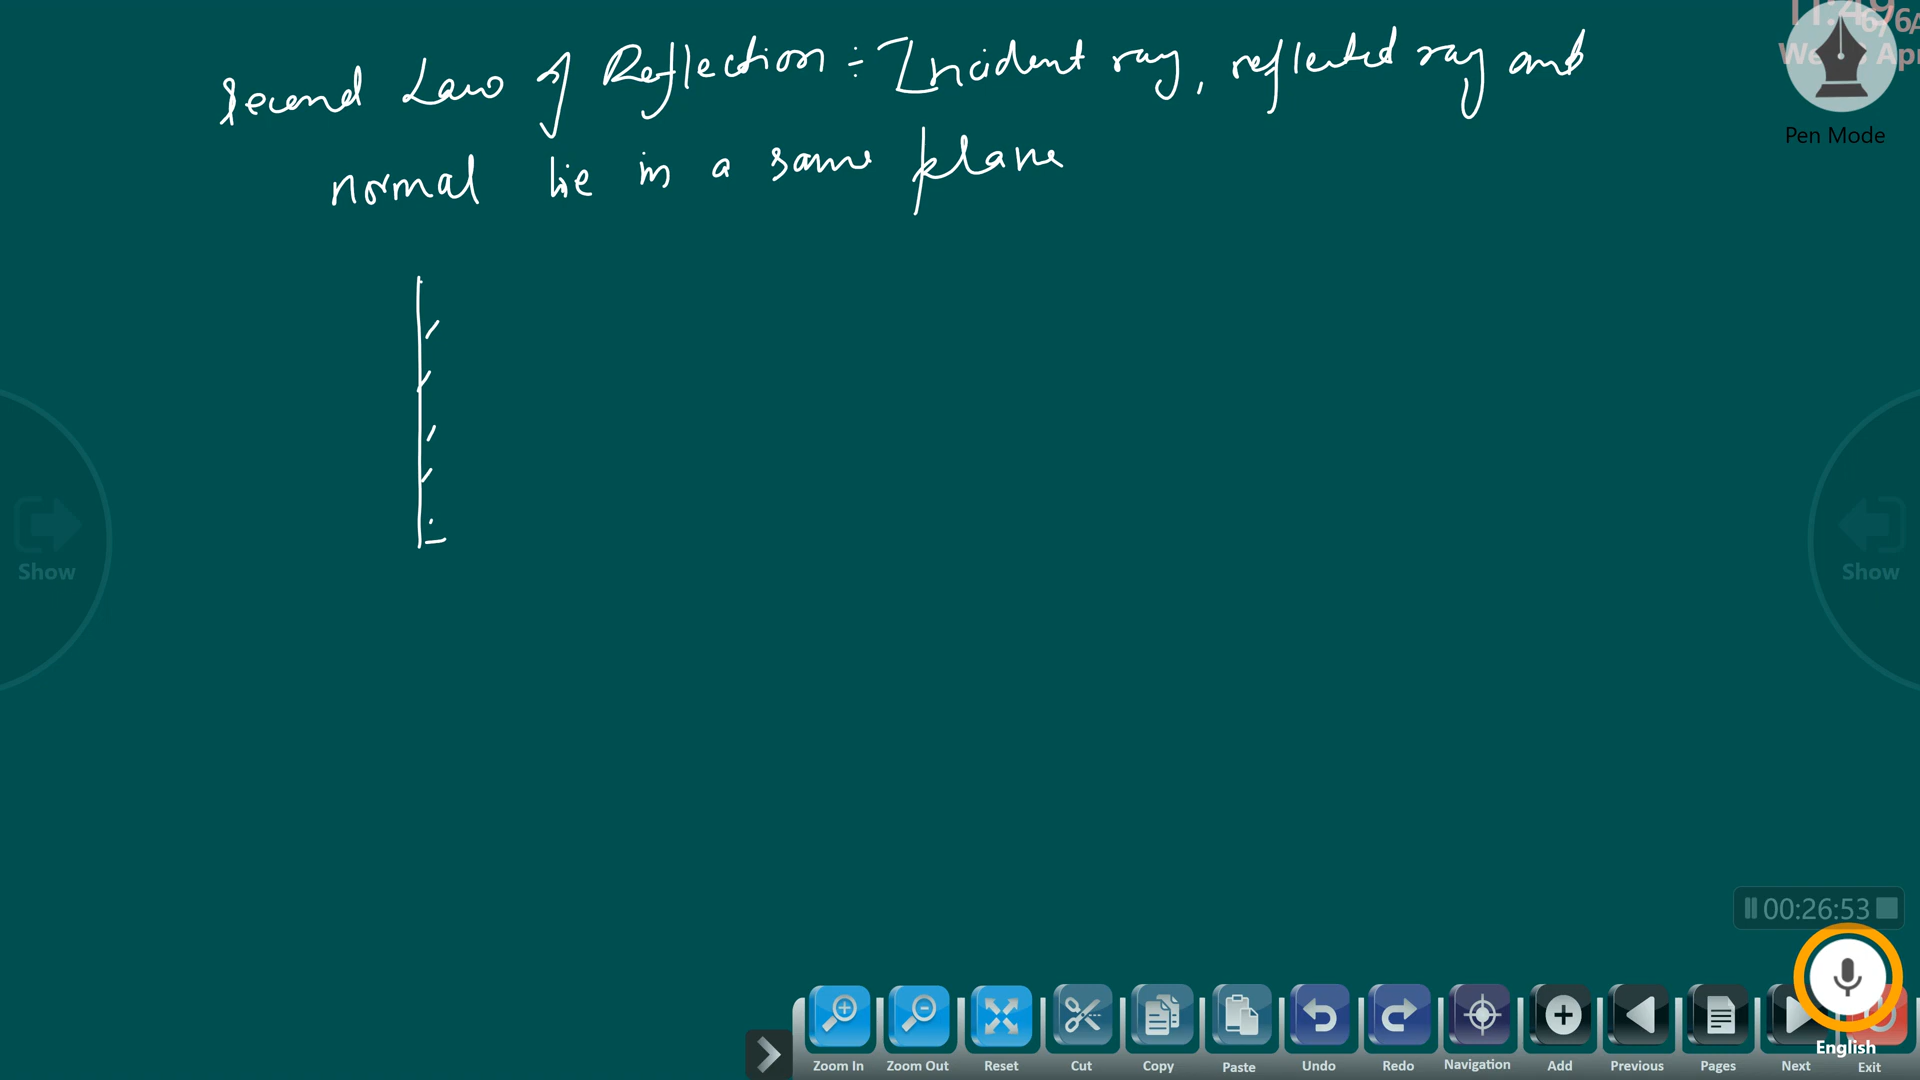 Second Law of Reflection ÷ Incident ray, reflected ray and
normal lie in a same plane
Pen Mode
Show
Show
00:26:53
Zoom In
Zoom Out
Reset
Cut
Copy
Paste
Undo
Redo
Navigation
Add
Previous
Pages
Next
English
Exit